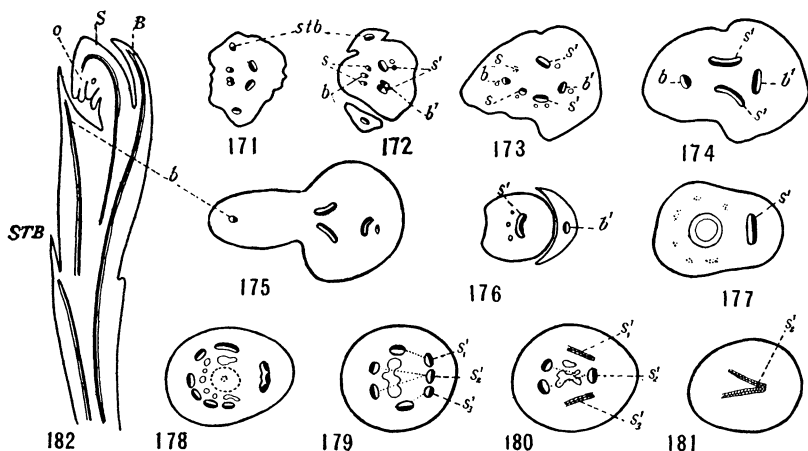 o S B
stb
s s'
b b'
171 172
s s'
b b'
s s'
173
s'
b b'
s'
174
b
STB
175
s'
b'
176
s'
177
182
178
s'₁
s'₂
s'₃
179
s'₁
s'₂
s'₃
180
s'₂
181